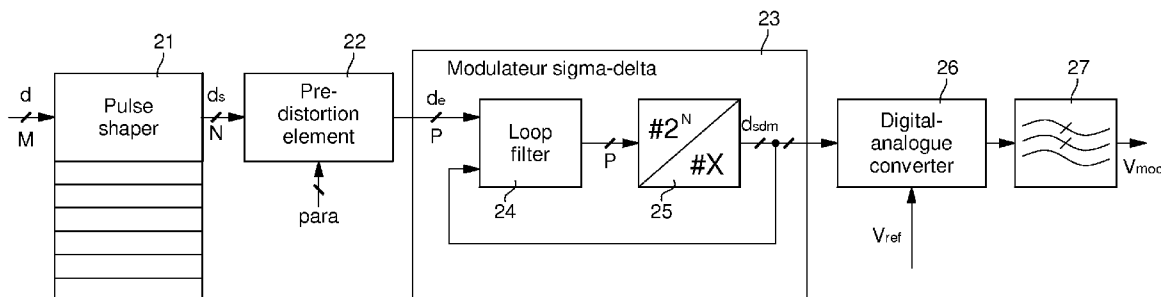 23
21
22
26
27
Modulateur sigma-delta
d
M
Pulse
shaper
ds
N
Pre-
distortion
element
de
P
Loop
filter
24
P
#2^N
#X
25
dsdm
Digital-
analogue
converter
Vmod
para
Vref